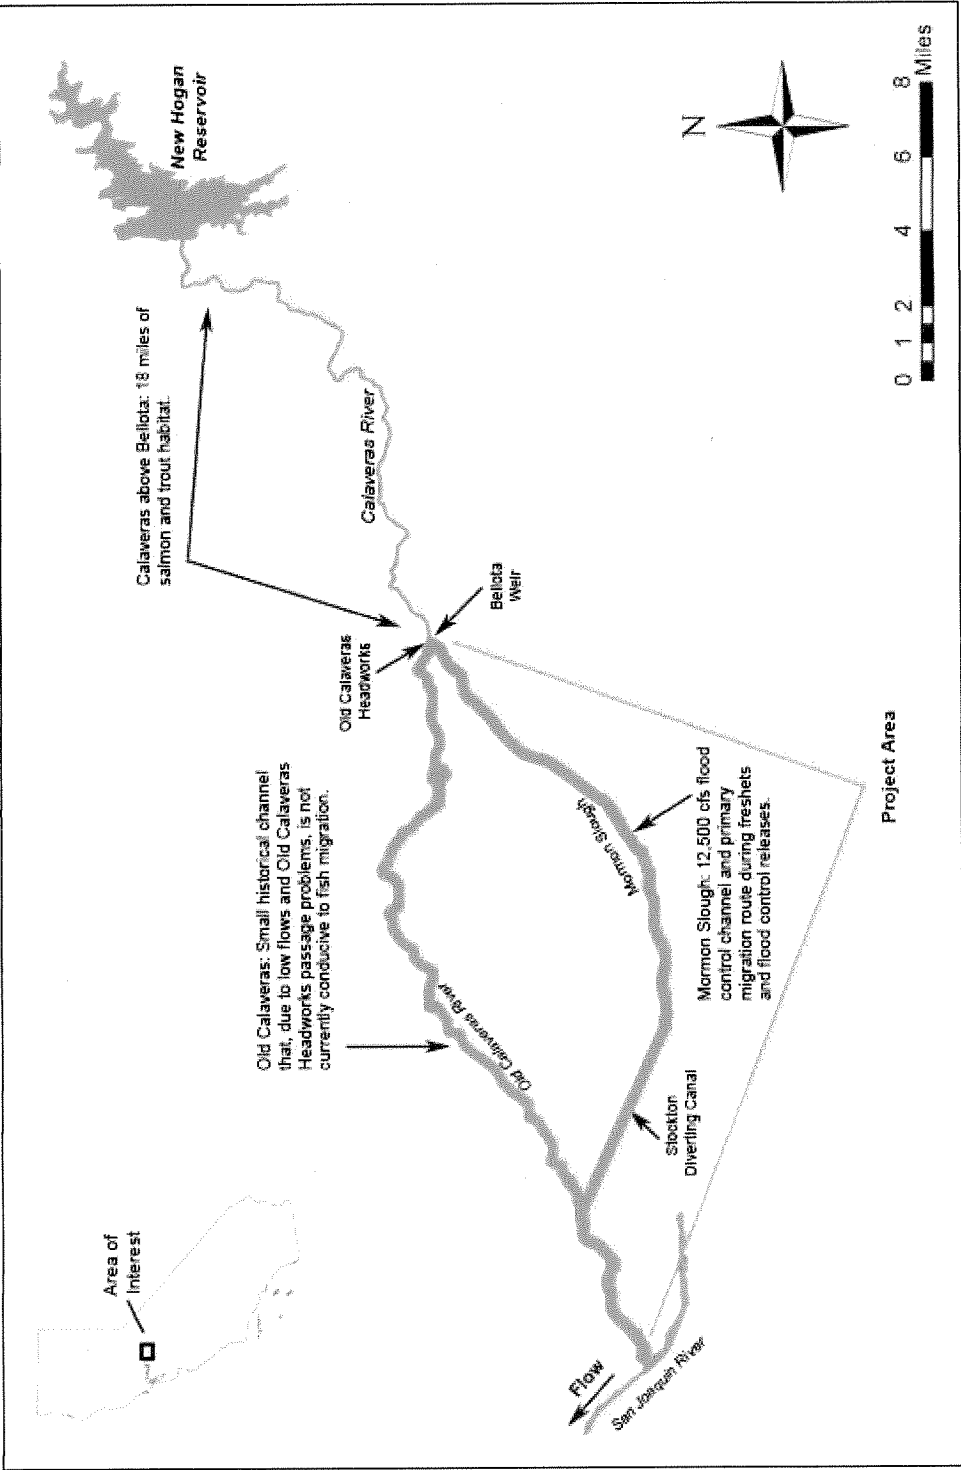 Area of
Interest
Calaveras above Bellota: 18 miles of
salmon and trout habitat.
New Hogan
Reservoir
Old Calaveras: Small historical channel
that, due to low flows and Old Calaveras
Headworks passage problems, is not
currently conducive to fish migration.
Old Calaveras
Headworks
Calaveras River
Bellota
Weir
Old Calaveras River
Mormon Slough
Flow
San Joaquin River
Stockton
Diverting Canal
Mormon Slough: 12,500 cfs flood
control channel and primary
migration route during freshets
and flood control releases.
Project Area
N
0 1 2 4 6 8
Miles